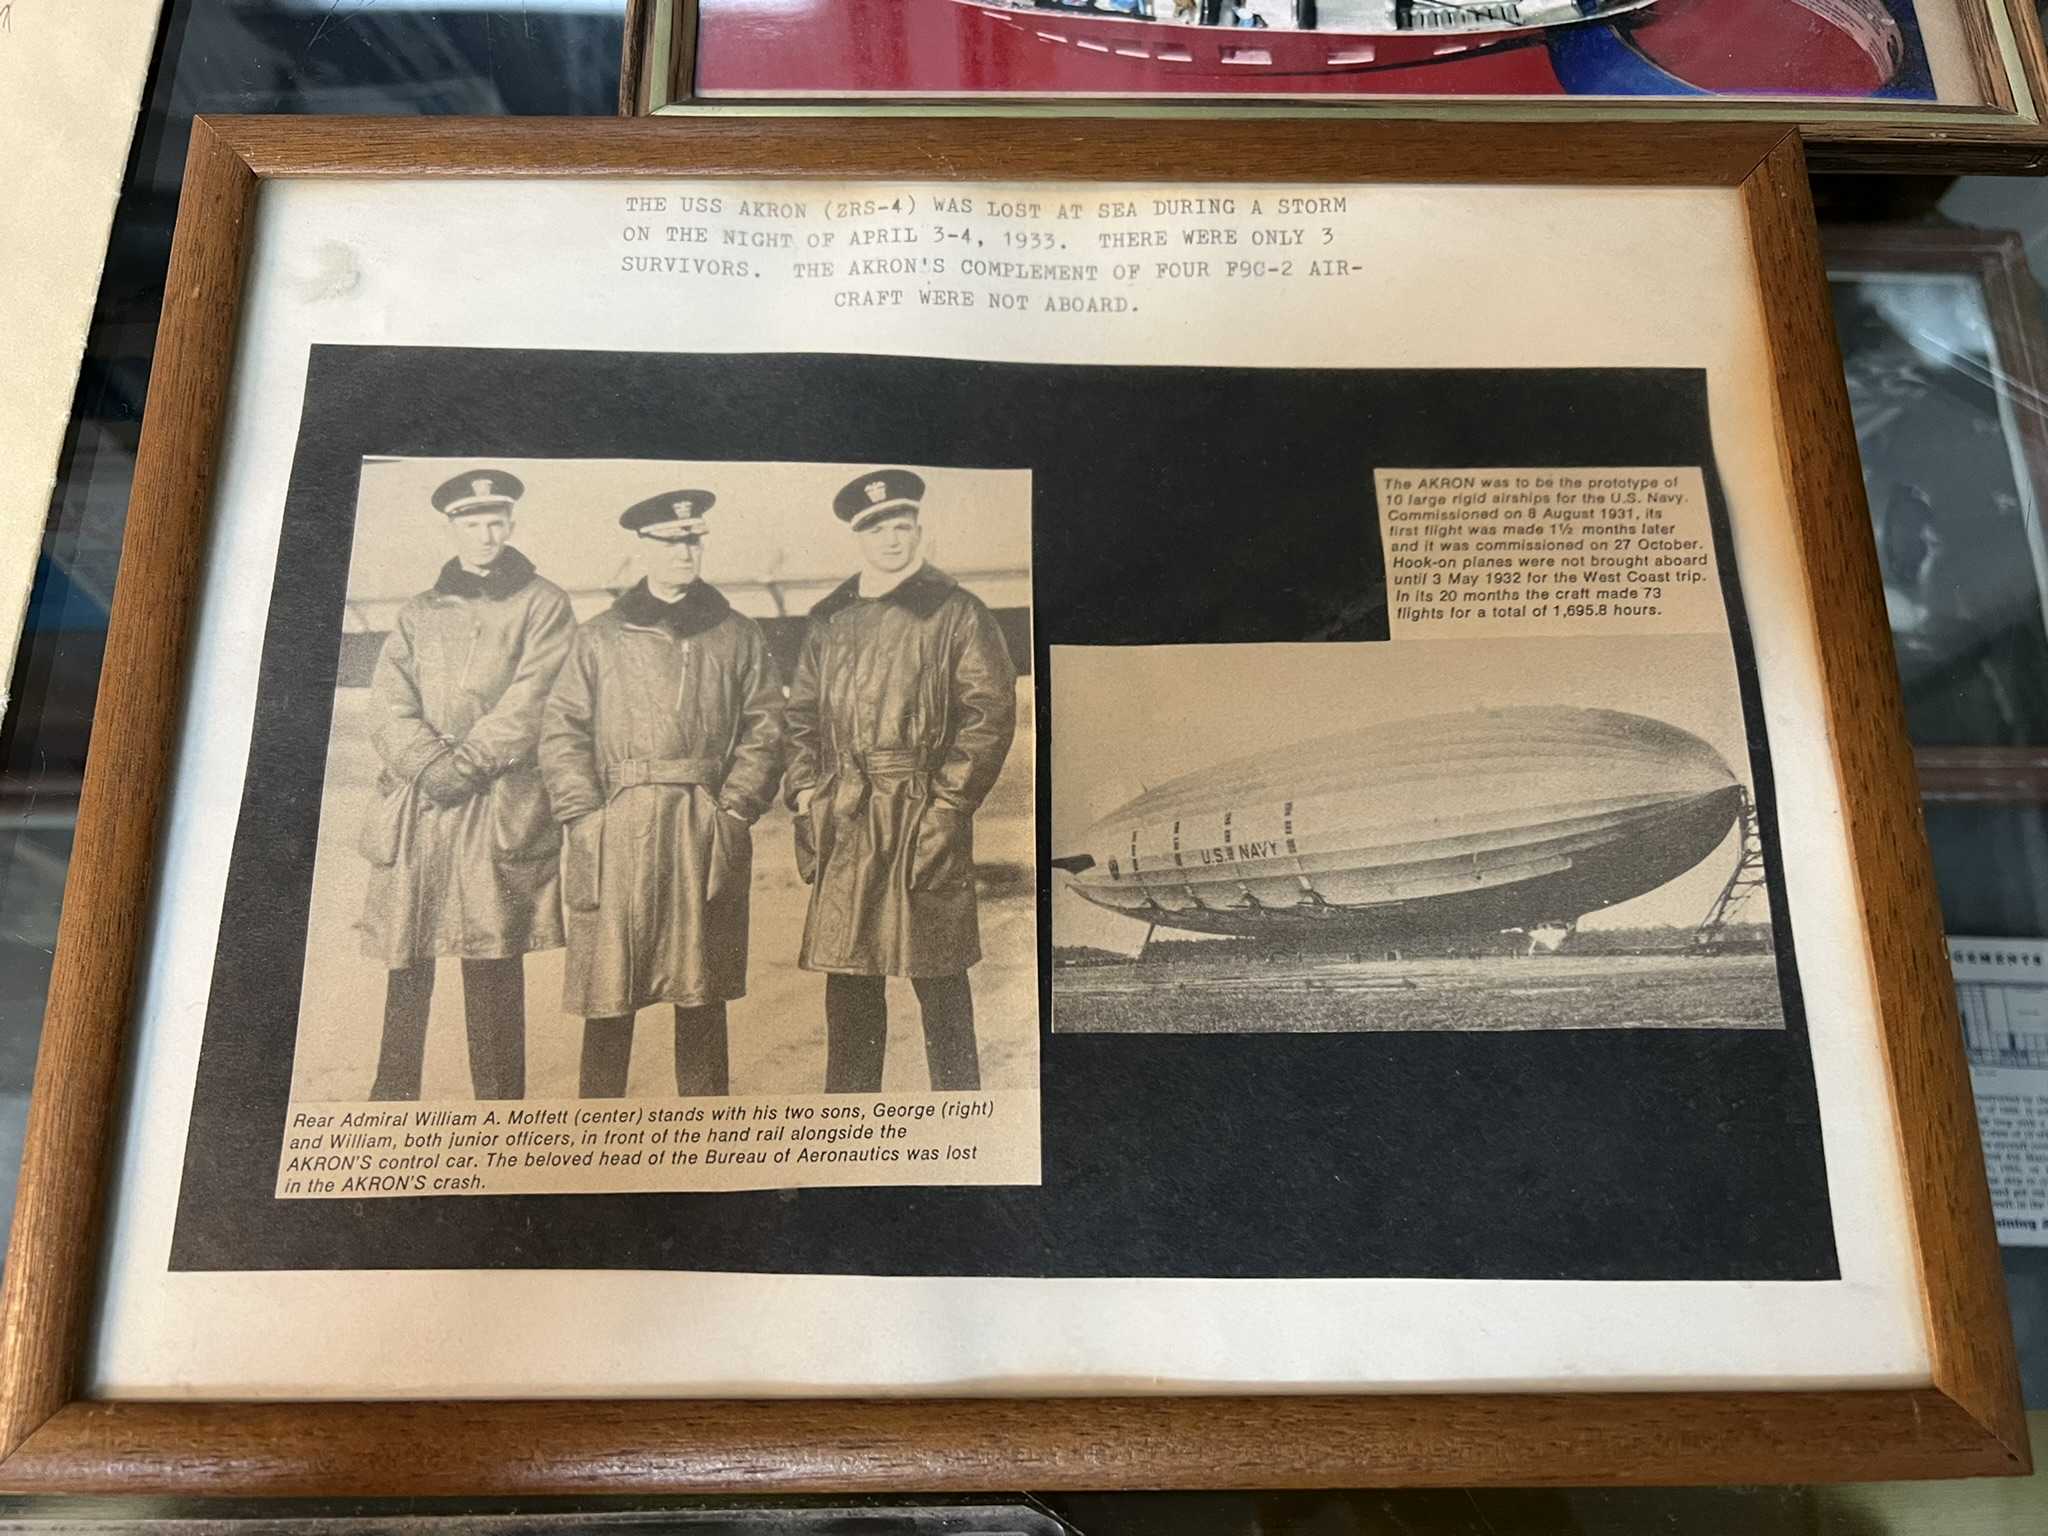 THE USS AKRON (ZRS-4) WAS LOST AT SEA DURING A STORM
ON THE NIGHT OF APRIL 3-4, 1933. THERE WERE ONLY 3
SURVIVORS. THE AKRON'S COMPLEMENT OF FOUR F9C-2 AIR-
CRAFT WERE NOT ABOARD.
The AKRON was to be the prototype of
10 large rigid airships for the U.S. Navy.
Commissioned on 8 August 1931, its
first flight was made 1½ months later
and it was commissioned on 27 October.
Hook-on planes were not brought aboard
until 3 May 1932 for the West Coast trip.
In its 20 months the craft made 73
flights for a total of 1,695.8 hours.
U.S. NAVY
Rear Admiral William A. Moffett (center) stands with his two sons, George (right)
and William, both junior officers, in front of the hand rail alongside the
AKRON'S control car. The beloved head of the Bureau of Aeronautics was lost
in the AKRON'S crash.
GEMENTS